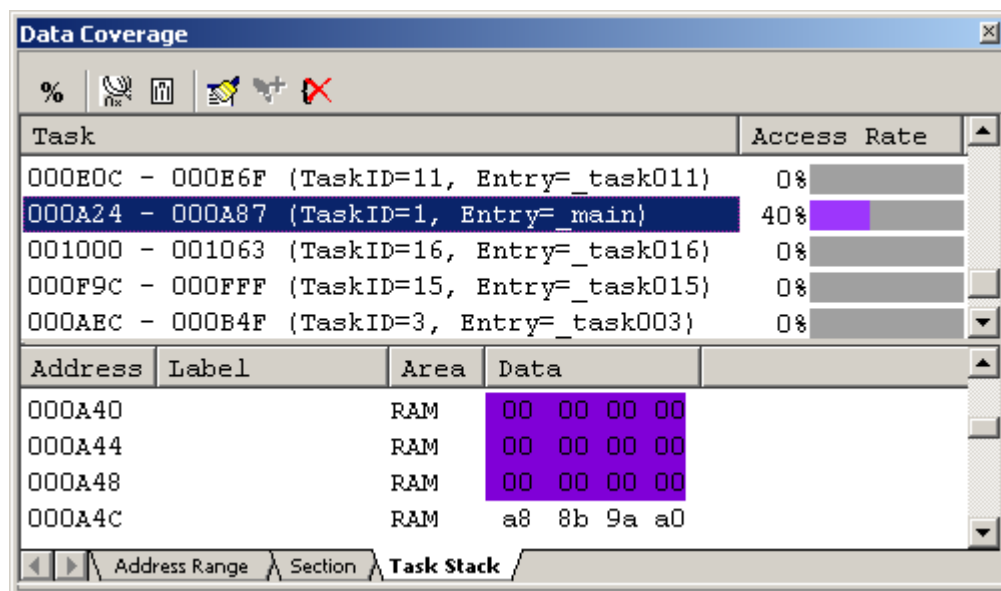 Data Coverage
%
Task Access Rate
000E0C - 000E6F (TaskID=11, Entry=_task011) 0%
000A24 - 000A87 (TaskID=1, Entry=_main) 40%
001000 - 001063 (TaskID=16, Entry=_task016) 0%
000F9C - 000FFF (TaskID=15, Entry=_task015) 0%
000AEC - 000B4F (TaskID=3, Entry=_task003) 0%
Address Label Area Data
000A40 RAM 00 00 00 00
000A44 RAM 00 00 00 00
000A48 RAM 00 00 00 00
000A4C RAM a8 8b 9a a0
Address Range Section Task Stack